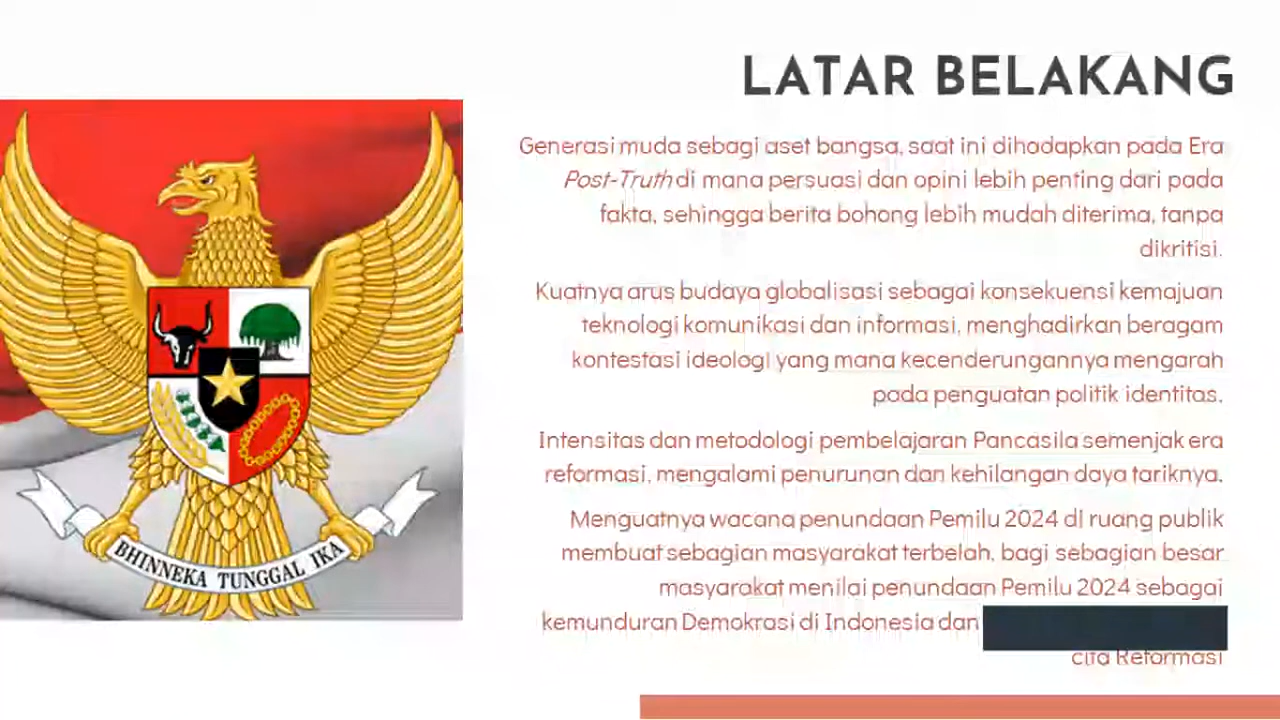 LATAR BELAKANG
Generasi muda sebagi aset bangsa, saat ini dihadapkan pada Era
Post-Truth di mana persuasi dan opini lebih penting dari pada
fakta, sehingga berita bohong lebih mudah diterima, tanpa
dikritisi.
Kuatnya arus budaya globalisasi sebagai konsekuensi kemajuan
teknologi komunikasi dan informasi, menghadirkan beragam
kontestasi ideologi yang mana kecenderungannya mengarah
pada penguatan politik identitas.
Intensitas dan metodologi pembelajaran Pancasila semenjak era
reformasi, mengalami penurunan dan kehilangan daya tariknya.
Menguatnya wacana penundaan Pemilu 2024 di ruang publik
membuat sebagian masyarakat terbelah, bagi sebagian besar
masyarakat menilai penundaan Pemilu 2024 sebagai
kemunduran Demokrasi di Indonesia dan
cita Reformasi
BHINNEKA TUNGGAL IKA